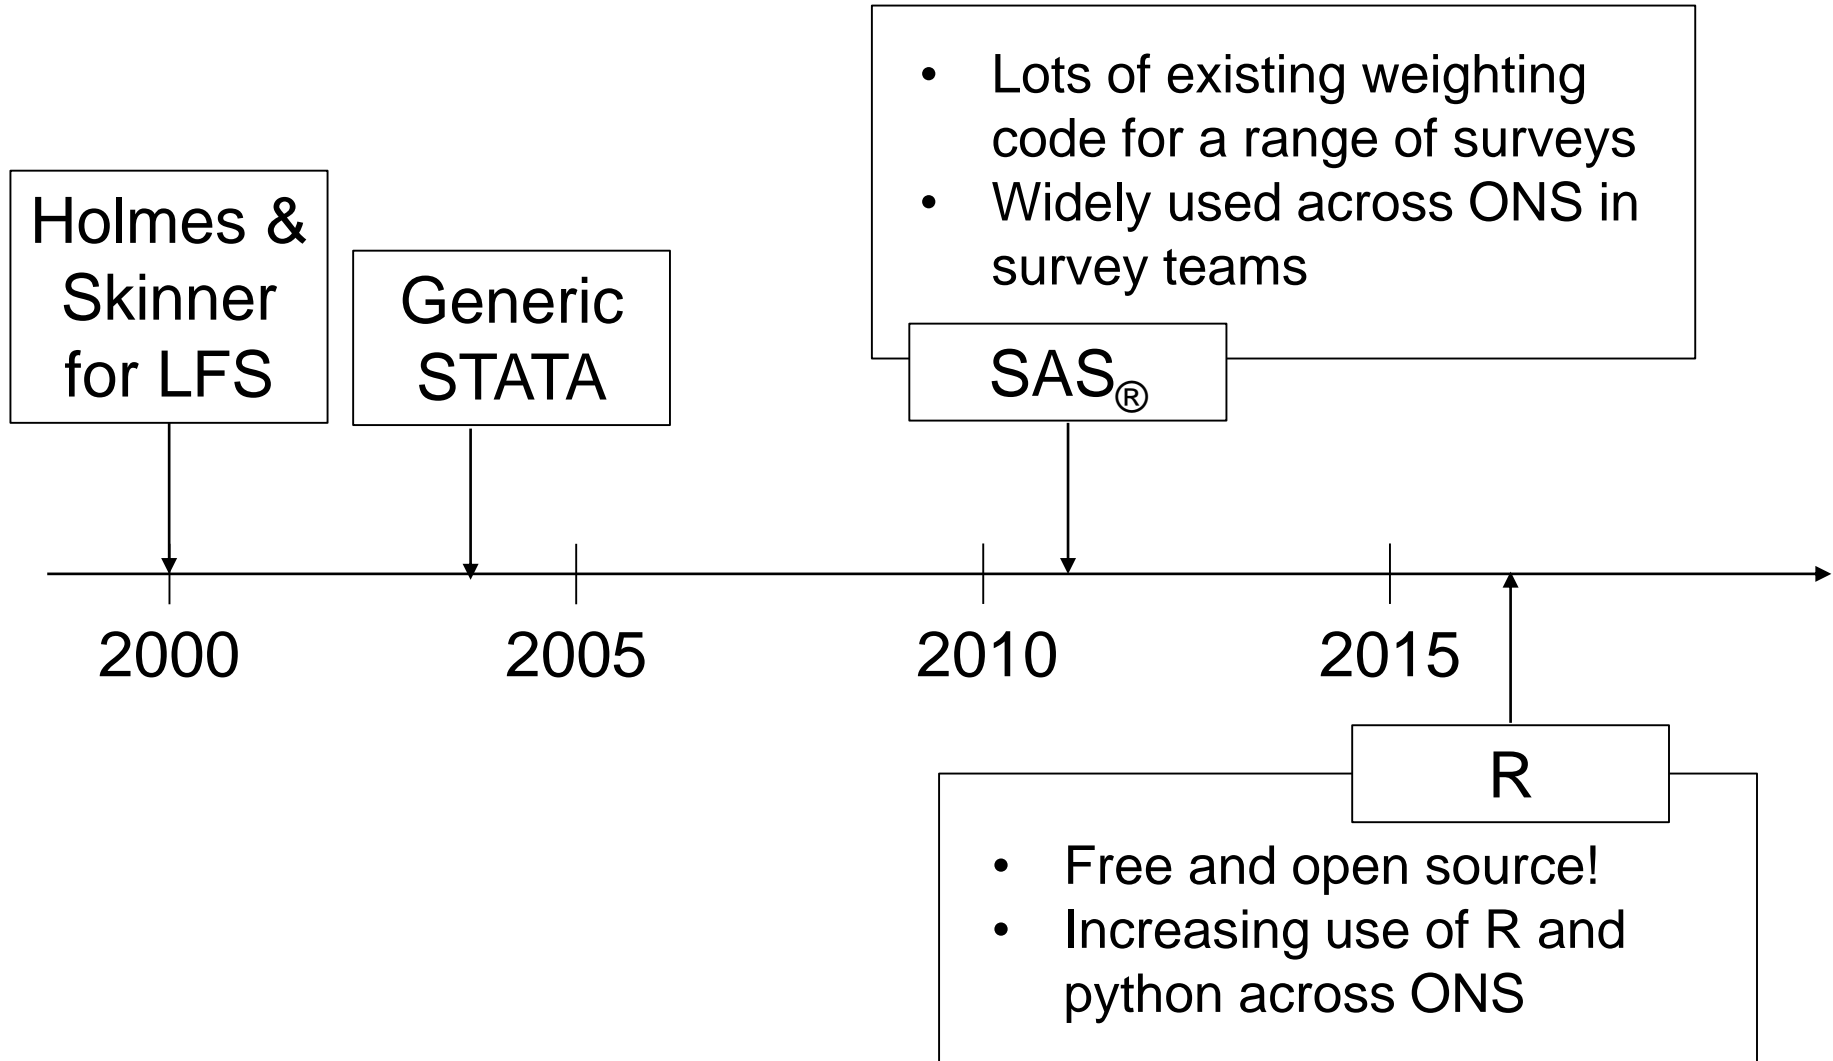 Holmes &
Skinner
for LFS
Generic
STATA
• Lots of existing weighting
code for a range of surveys
• Widely used across ONS in
survey teams
SAS®
2000
2005
2010
2015
R
• Free and open source!
• Increasing use of R and
python across ONS